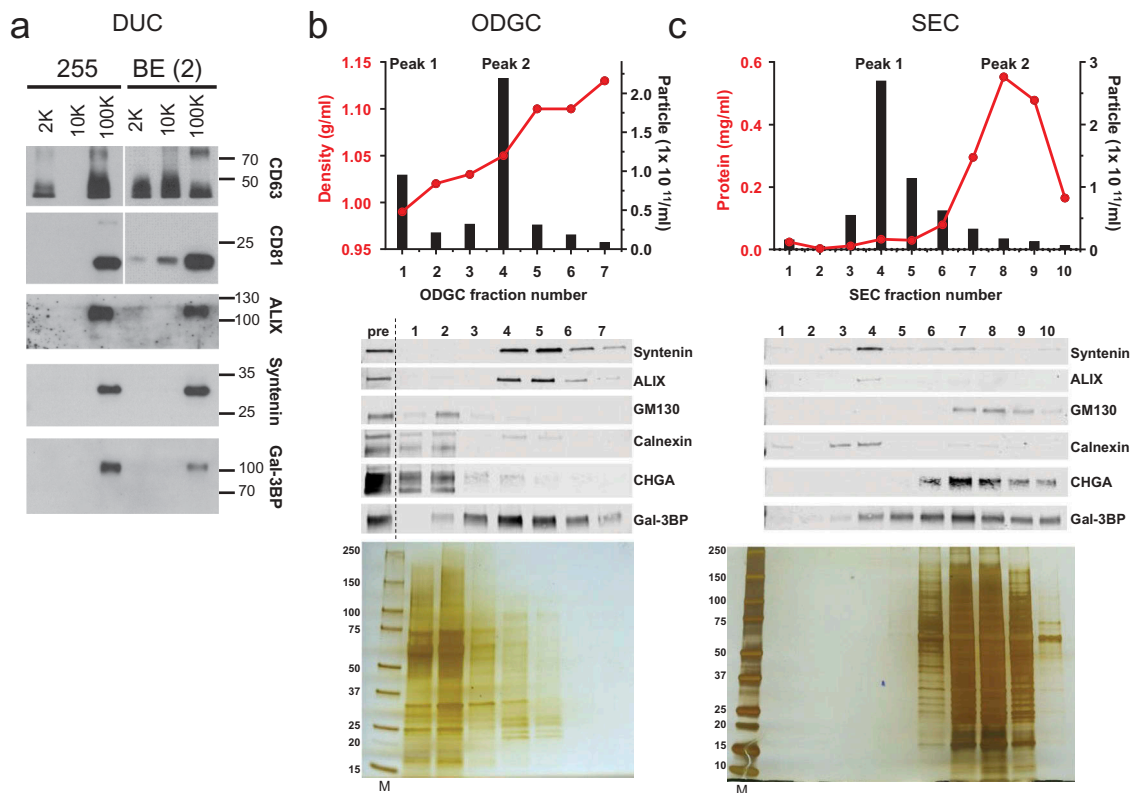 a
DUC
255
BE (2)
2K
10K
100K
2K
10K
100K
70
50
CD63
25
CD81
130
100
ALIX
35
25
Syntenin
100
70
Gal-3BP
b
ODGC
Peak 1
Peak 2
Density (g/ml)
1.15
1.10
1.05
1.00
0.95
2.0
1.5
1.0
0.5
0.0
Particle (1x 10 11/ml)
1 2 3 4 5 6 7
ODGC fraction number
pre 1 2 3 4 5 6 7
Syntenin
ALIX
GM130
Calnexin
CHGA
Gal-3BP
250
150
100
75
50
37
25
20
15
M
c
SEC
Peak 1
Peak 2
Protein (mg/ml)
0.6
0.4
0.2
0.0
3
2
1
0
Particle (1x 10 11/ml)
1 2 3 4 5 6 7 8 9 10
SEC fraction number
1 2 3 4 5 6 7 8 9 10
Syntenin
ALIX
GM130
Calnexin
CHGA
Gal-3BP
250
150
100
75
50
37
25
20
15
10
M